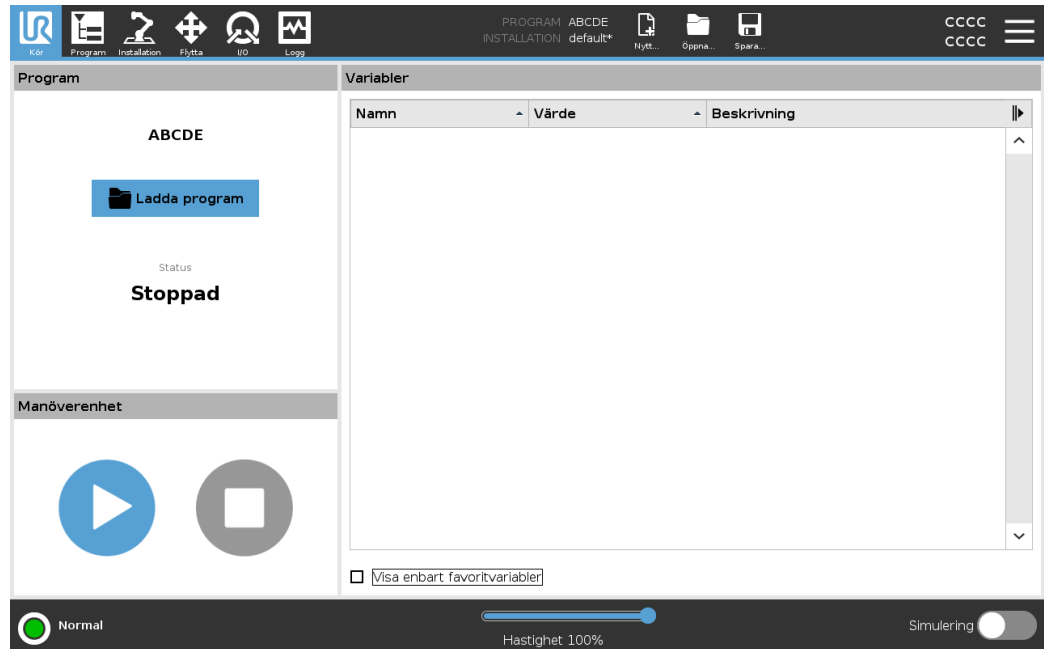 UR
Kör
Program
Installation
Flytta
I/O
Logg
PROGRAM ABCDE
INSTALLATION default*
Nytt...
Öppna...
Spara...
CCCC
CCCC
Program
ABCDE
Ladda program
Status
Stoppad
Manöverenhet
Variabler
Namn Värde Beskrivning
Visa enbart favoritvariabler
Normal
Hastighet 100%
Simulering